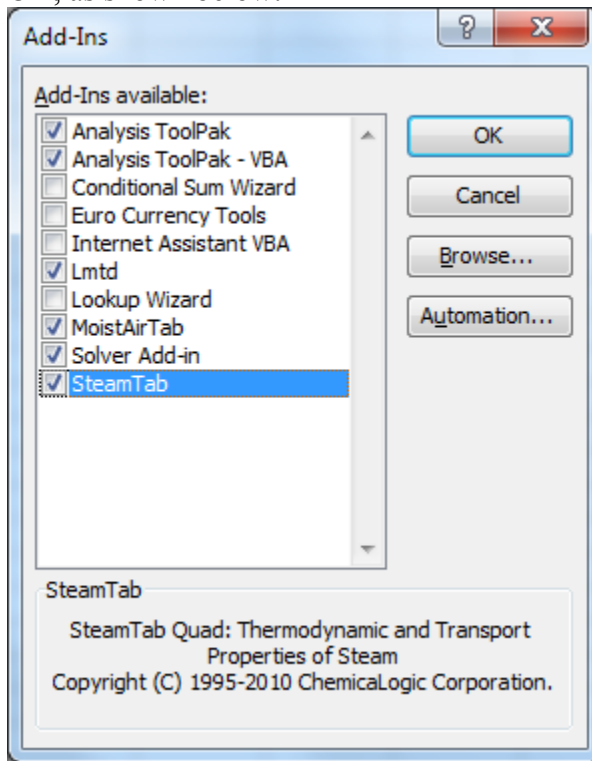 Add-Ins
Add-Ins available:
Analysis ToolPak
Analysis ToolPak - VBA
Conditional Sum Wizard
Euro Currency Tools
Internet Assistant VBA
Lmtd
Lookup Wizard
MoistAirTab
Solver Add-in
SteamTab
OK
Cancel
Browse...
Automation...
SteamTab
SteamTab Quad: Thermodynamic and Transport
Properties of Steam
Copyright (C) 1995-2010 ChemicaLogic Corporation.